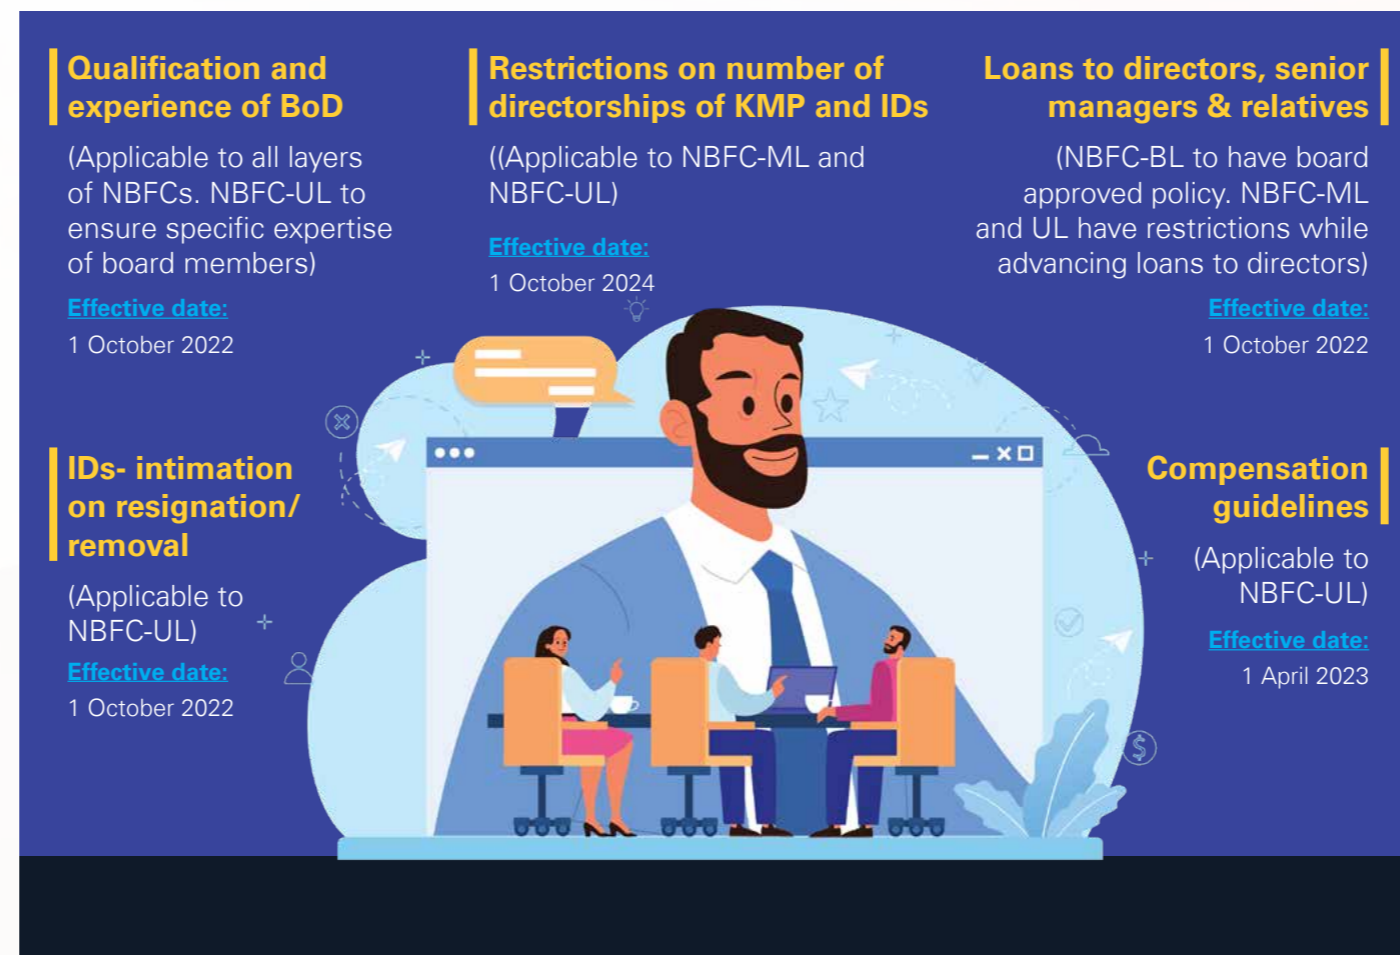 Qualification and
experience of BoD
(Applicable to all layers
of NBFCs. NBFC-UL to
ensure specific expertise
of board members)
Effective date:
1 October 2022
Restrictions on number of
directorships of KMP and IDs
((Applicable to NBFC-ML and
NBFC-UL)
Effective date:
1 October 2024
Loans to directors, senior
managers & relatives
(NBFC-BL to have board
approved policy. NBFC-ML
and UL have restrictions while
advancing loans to directors)
Effective date:
1 October 2022
IDs- intimation
on resignation/
removal
(Applicable to
NBFC-UL)
Effective date:
1 October 2022
Compensation
guidelines
(Applicable to
NBFC-UL)
Effective date:
1 April 2023
$